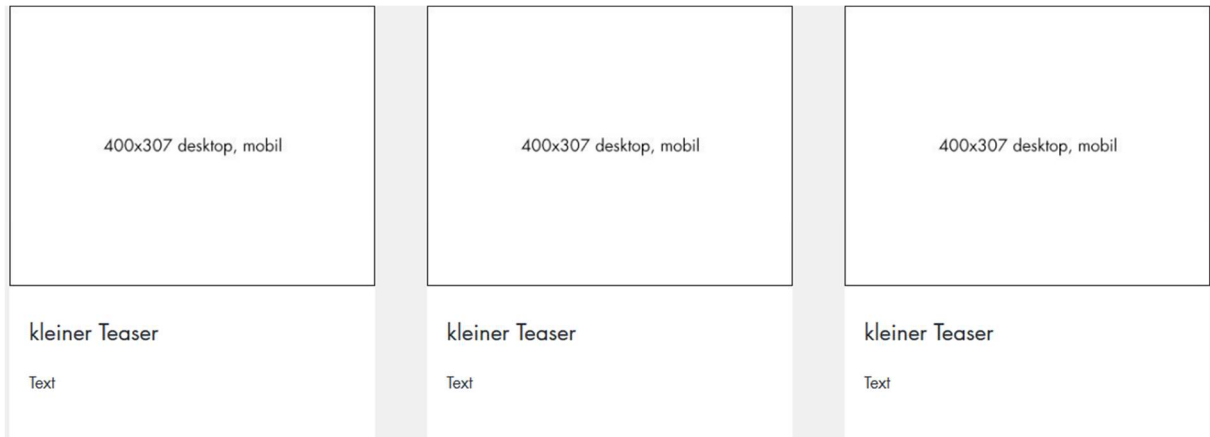 400x307 desktop, mobil
400x307 desktop, mobil
400x307 desktop, mobil
kleiner Teaser
kleiner Teaser
kleiner Teaser
Text
Text
Text